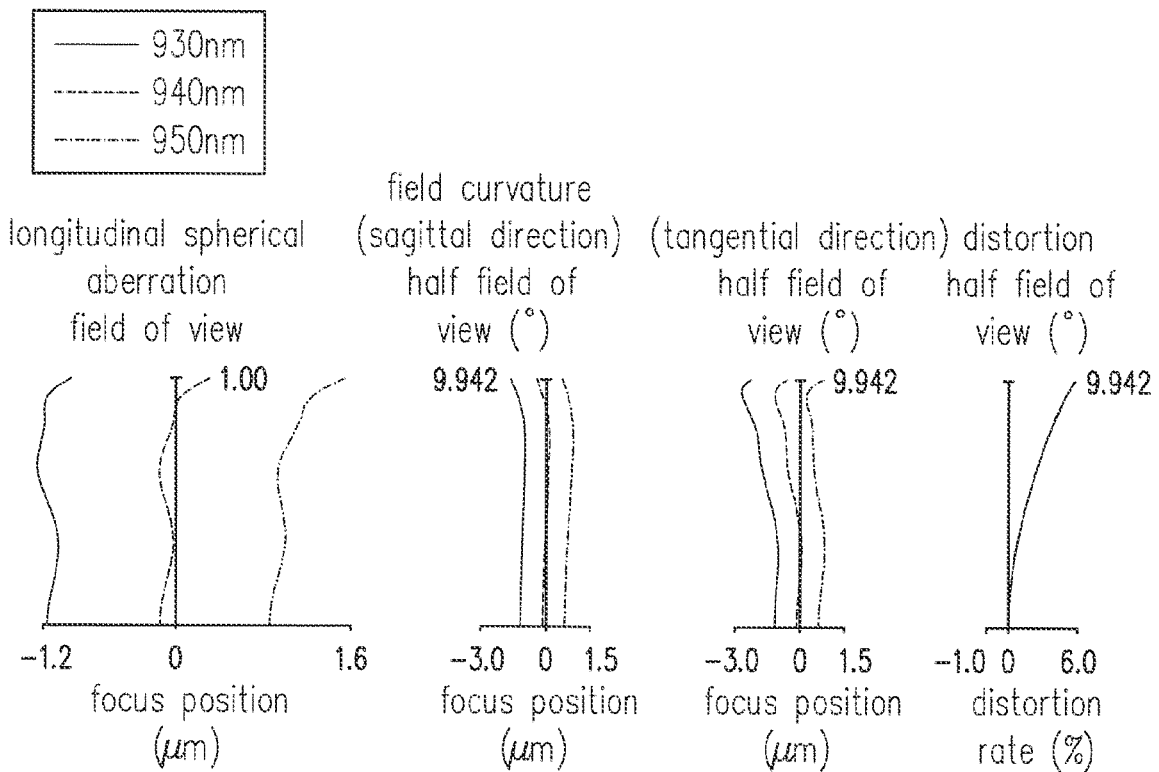 930nm
940nm
950nm
longitudinal spherical
aberration
field of view
1.00
-1.2 0 1.6
focus position
(μm)
field curvature
(sagittal direction)
half field of
view (°)
9.942
-3.0 0 1.5
focus position
(μm)
(tangential direction)
half field of
view (°)
9.942
-3.0 0 1.5
focus position
(μm)
distortion
half field of
view (°)
9.942
-1.0 0 6.0
distortion
rate (%)